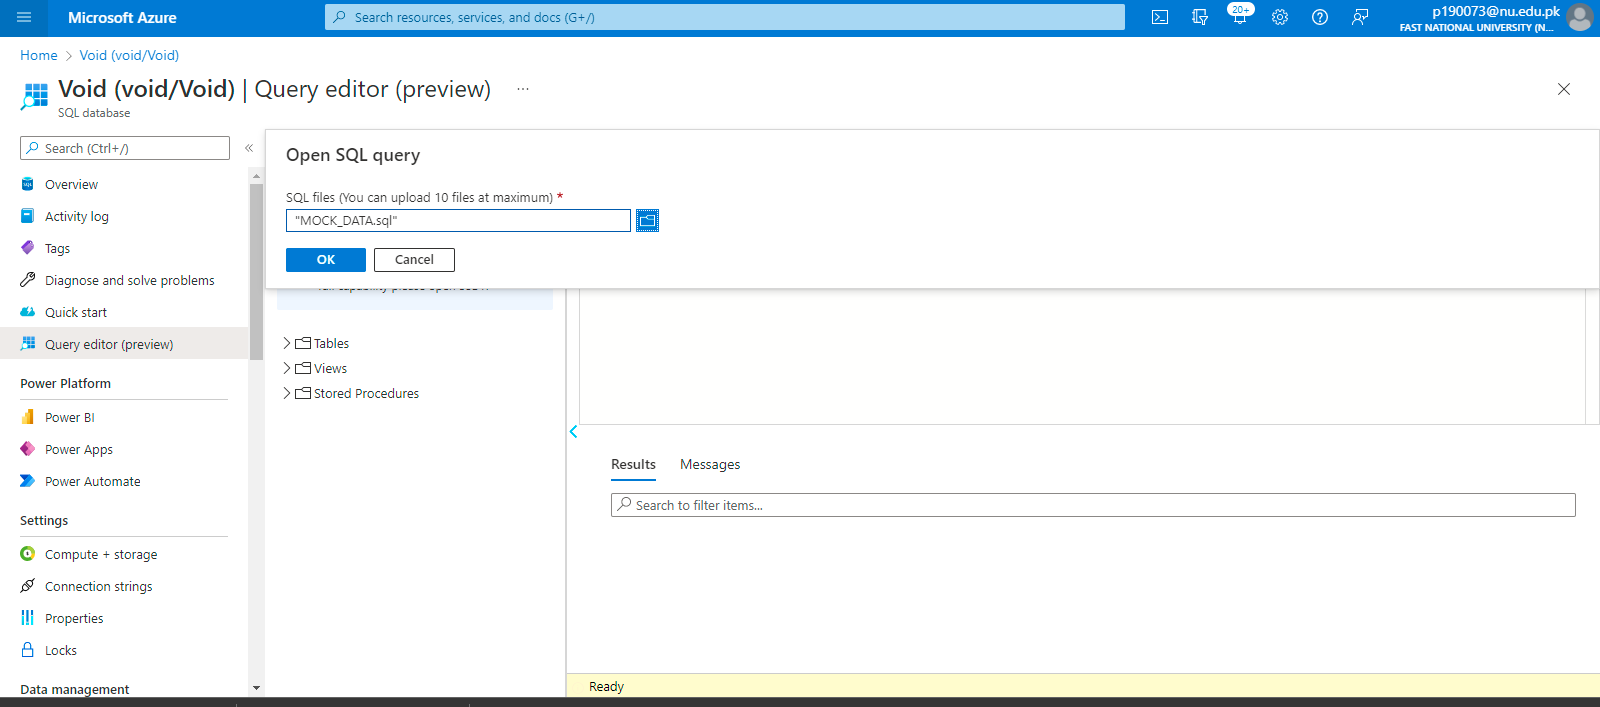 Microsoft Azure
Search resources, services, and docs (G+/)
20+
p190073@nu.edu.pk
FAST NATIONAL UNIVERSITY (N...
Home > Void (void/Void)
Void (void/Void) | Query editor (preview) ...
SQL database
Search (Ctrl+/)
«
Overview
Activity log
Tags
Diagnose and solve problems
Quick start
Query editor (preview)
Power Platform
Power BI
Power Apps
Power Automate
Settings
Compute + storage
Connection strings
Properties
Locks
Data management
Open SQL query
SQL files (You can upload 10 files at maximum) *
"MOCK_DATA.sql"
OK
Cancel
Tables
Views
Stored Procedures
Results
Messages
Search to filter items...
Ready